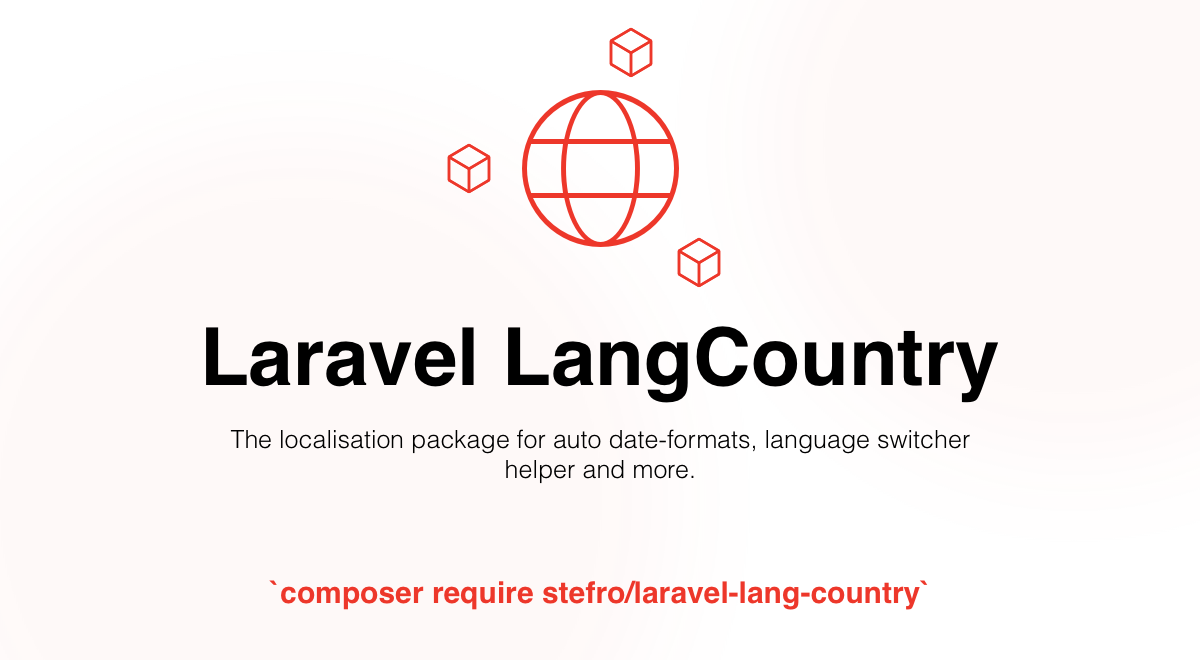 Laravel LangCountry
The localisation package for auto date-formats, language switcher
helper and more.
`composer require stefro/laravel-lang-country`